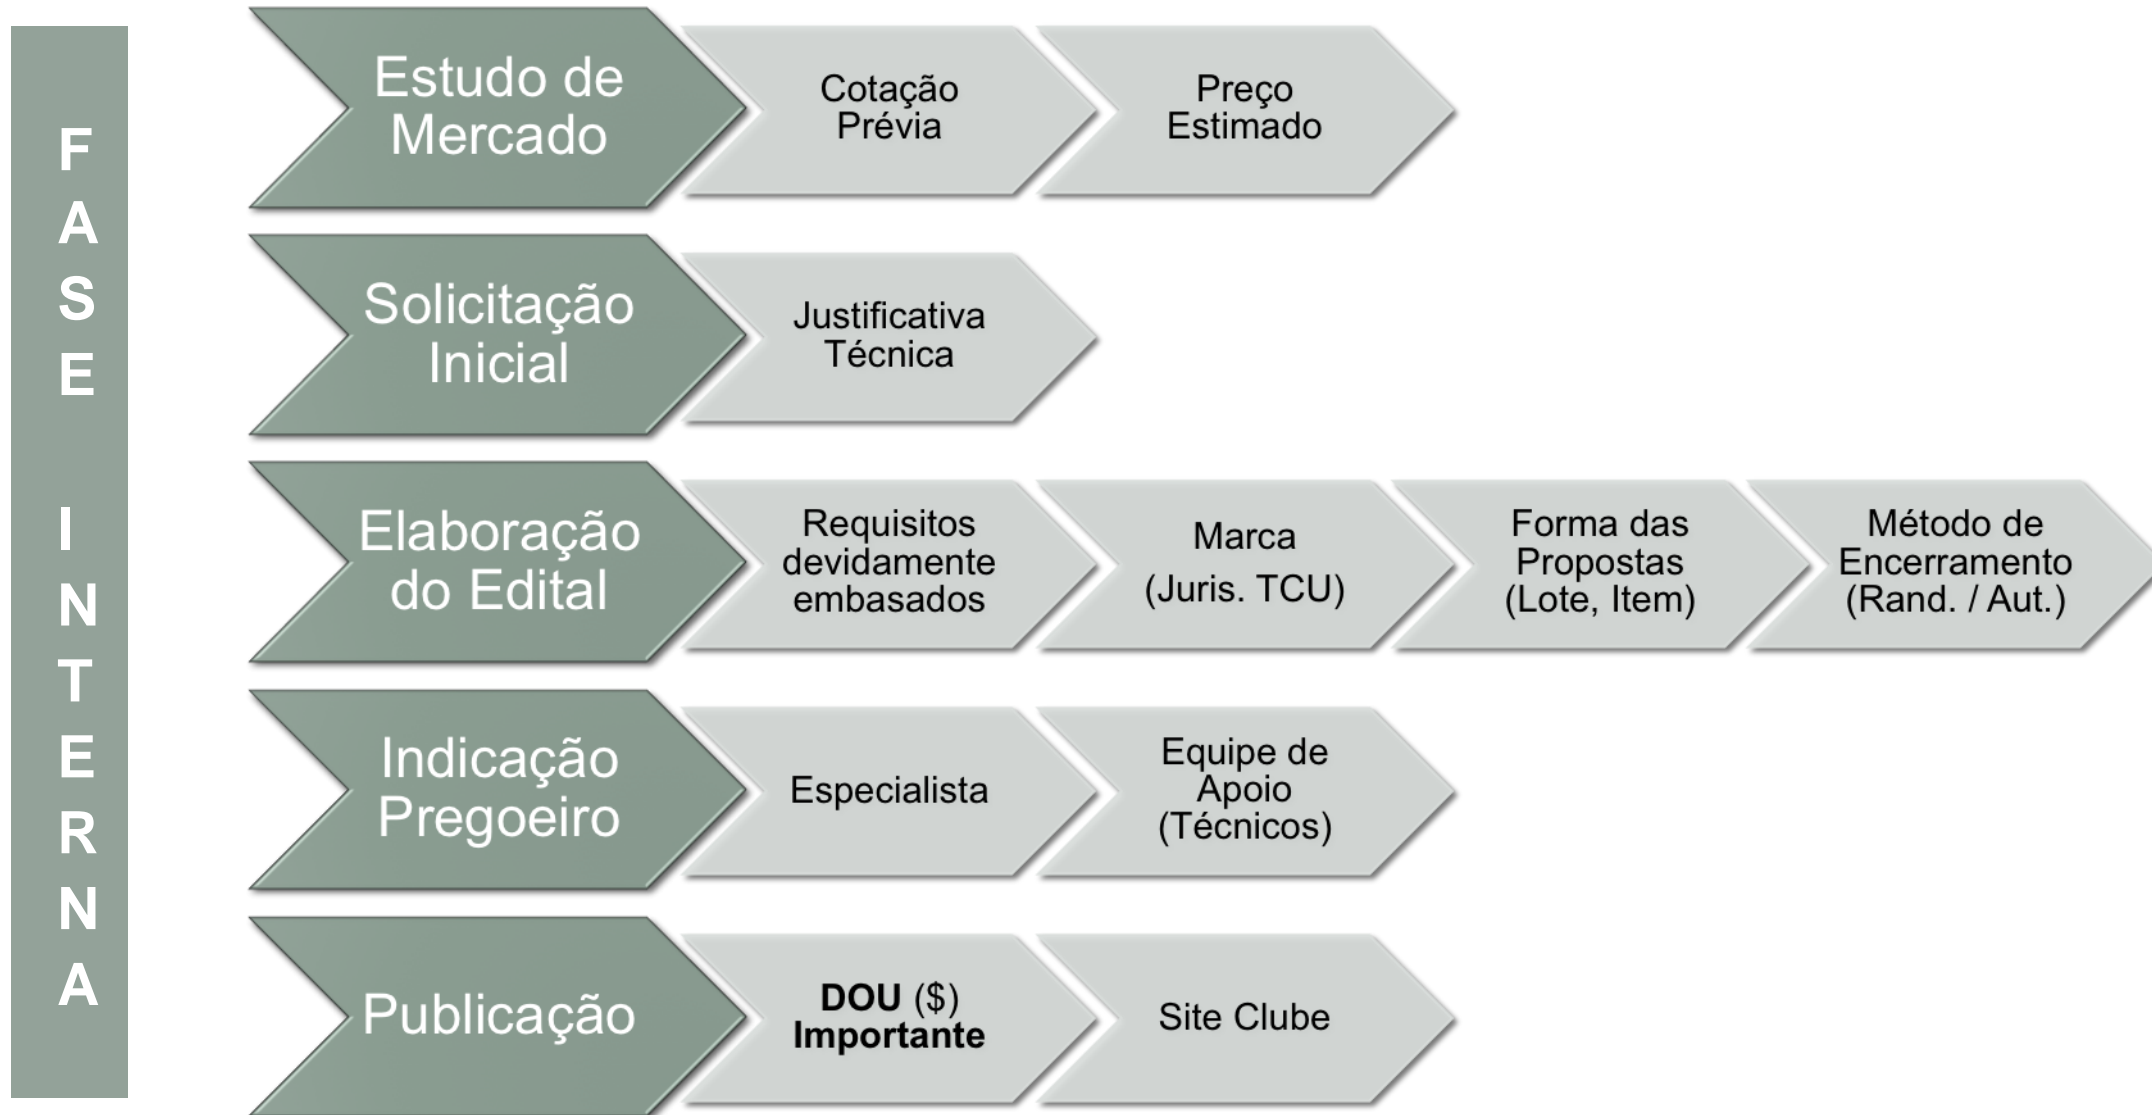 FASE INTERNA
Estudo de
Mercado
Cotação
Prévia
Preço
Estimado
Solicitação
Inicial
Justificativa
Técnica
Elaboração
do Edital
Requisitos
devidamente
embasados
Marca
(Juris. TCU)
Forma das
Propostas
(Lote, Item)
Método de
Encerramento
(Rand. / Aut.)
Indicação
Pregoeiro
Especialista
Equipe de
Apoio
(Técnicos)
Publicação
DOU ($)
Importante
Site Clube